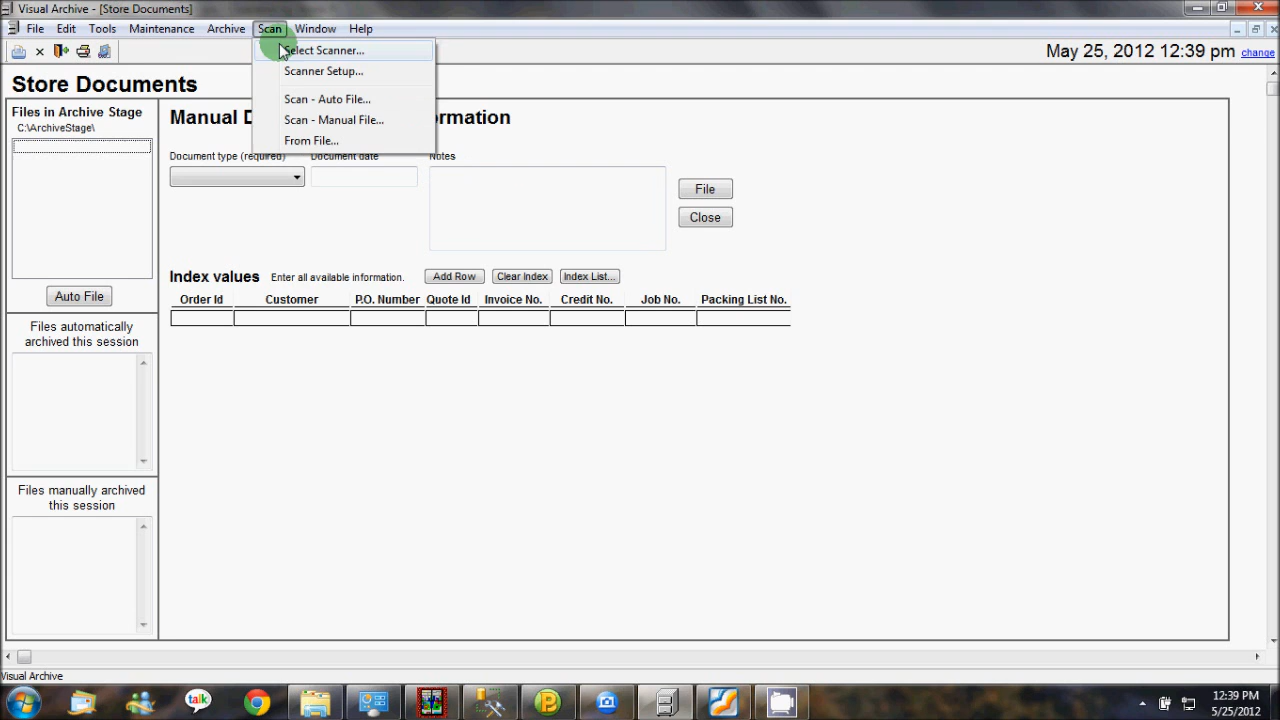 Visual Archive - [Store Documents]
File Edit Tools Maintenance Archive Scan Window Help
May 25, 2012 12:39 pm change
Select Scanner...
Scanner Setup...
Scan - Auto File...
Scan - Manual File...
From File...
Store Documents
Files in Archive Stage
C:\ArchiveStage\
Auto File
Files automatically
archived this session
Files manually archived
this session
Manual D ormation
Document type (required) Document date Notes
File
Close
Index values Enter all available information. Add Row Clear Index Index List...
Order Id Customer P.O. Number Quote Id Invoice No. Credit No. Job No. Packing List No.
Visual Archive
talk
12:39 PM
5/25/2012